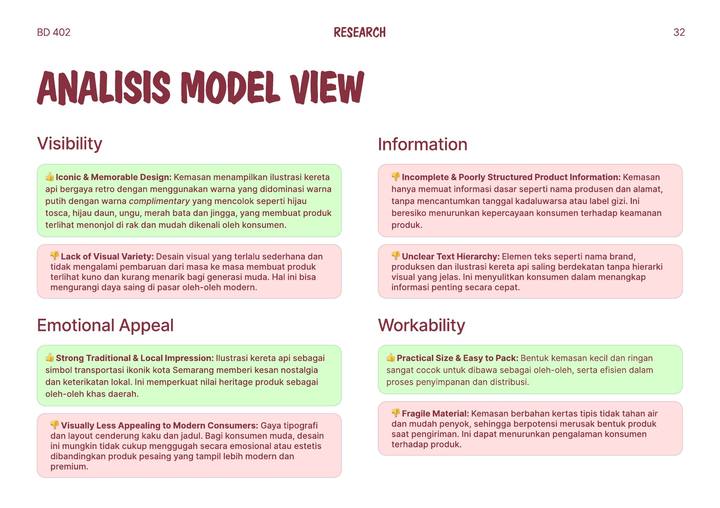 BD 402
RESEARCH
32
ANALISIS MODEL VIEW
Visibility
👍Iconic & Memorable Design: Kemasan menampilkan ilustrasi kereta
api bergaya retro dengan menggunakan warna yang didominasi warna
putih dengan warna complimentary yang mencolok seperti hijau
tosca, hijau daun, ungu, merah bata dan jingga, yang membuat produk
terlihat menonjol di rak dan mudah dikenali oleh konsumen.
👎Lack of Visual Variety: Desain visual yang terlalu sederhana dan
tidak mengalami pembaruan dari masa ke masa membuat produk
terlihat kuno dan kurang menarik bagi generasi muda. Hal ini bisa
mengurangi daya saing di pasar oleh-oleh modern.
Information
👎Incomplete & Poorly Structured Product Information: Kemasan
hanya memuat informasi dasar seperti nama produsen dan alamat,
tanpa mencantumkan tanggal kadaluwarsa atau label gizi. Ini
beresiko menurunkan kepercayaan konsumen terhadap keamanan
produk.
👎Unclear Text Hierarchy: Elemen teks seperti nama brand,
produksen dan ilustrasi kereta api saling berdekatan tanpa hierarki
visual yang jelas. Ini menyulitkan konsumen dalam menangkap
informasi penting secara cepat.
Emotional Appeal
👍Strong Traditional & Local Impression: Ilustrasi kereta api sebagai
simbol transportasi ikonik kota Semarang memberi kesan nostalgia
dan keterikatan lokal. Ini memperkuat nilai heritage produk sebagai
oleh-oleh khas daerah.
👎Visually Less Appealing to Modern Consumers: Gaya tipografi
dan layout cenderung kaku dan jadul. Bagi konsumen muda, desain
ini mungkin tidak cukup menggugah secara emosional atau estetis
dibandingkan produk pesaing yang tampil lebih modern dan
premium.
Workability
👍Practical Size & Easy to Pack: Bentuk kemasan kecil dan ringan
sangat cocok untuk dibawa sebagai oleh-oleh, serta efisien dalam
proses penyimpanan dan distribusi.
👎Fragile Material: Kemasan berbahan kertas tipis tidak tahan air
dan mudah penyok, sehingga berpotensi merusak bentuk produk
saat pengiriman. Ini dapat menurunkan pengalaman konsumen
terhadap produk.